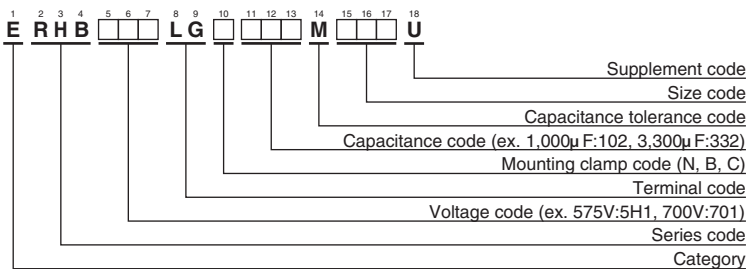 1 2 3 4 5 6 7 8 9 10 11 12 13 14 15 16 17 18
E R H B □□□ L G □ □□□ M □□□ U
Supplement code
Size code
Capacitance tolerance code
Capacitance code (ex. 1,000μF:102, 3,300μF:332)
Mounting clamp code (N, B, C)
Terminal code
Voltage code (ex. 575V:5H1, 700V:701)
Series code
Category